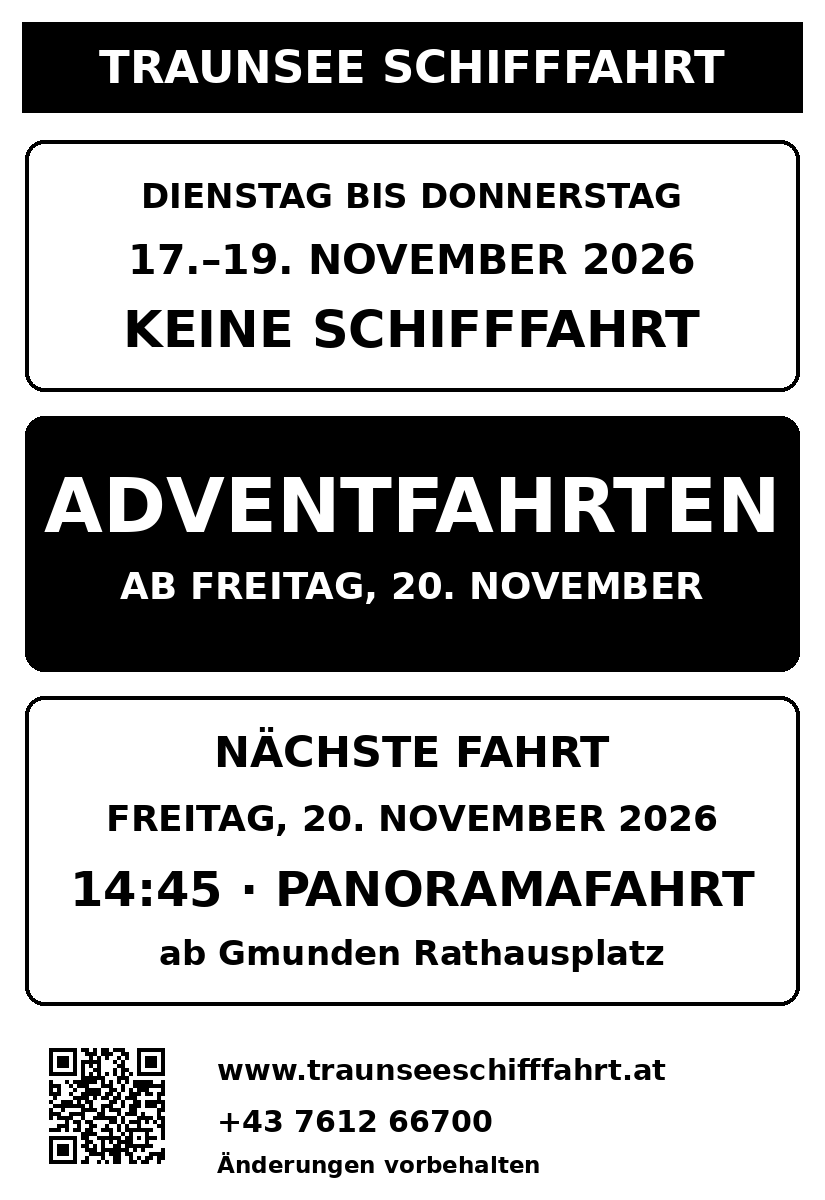 TRAUNSEE SCHIFFFAHRT
DIENSTAG BIS DONNERSTAG
17.–19. NOVEMBER 2026
KEINE SCHIFFFAHRT
ADVENTFAHRTEN
AB FREITAG, 20. NOVEMBER
NÄCHSTE FAHRT
FREITAG, 20. NOVEMBER 2026
14:45 · PANORAMAFAHRT
ab Gmunden Rathausplatz
www.traunseeschifffahrt.at
+43 7612 66700
Änderungen vorbehalten